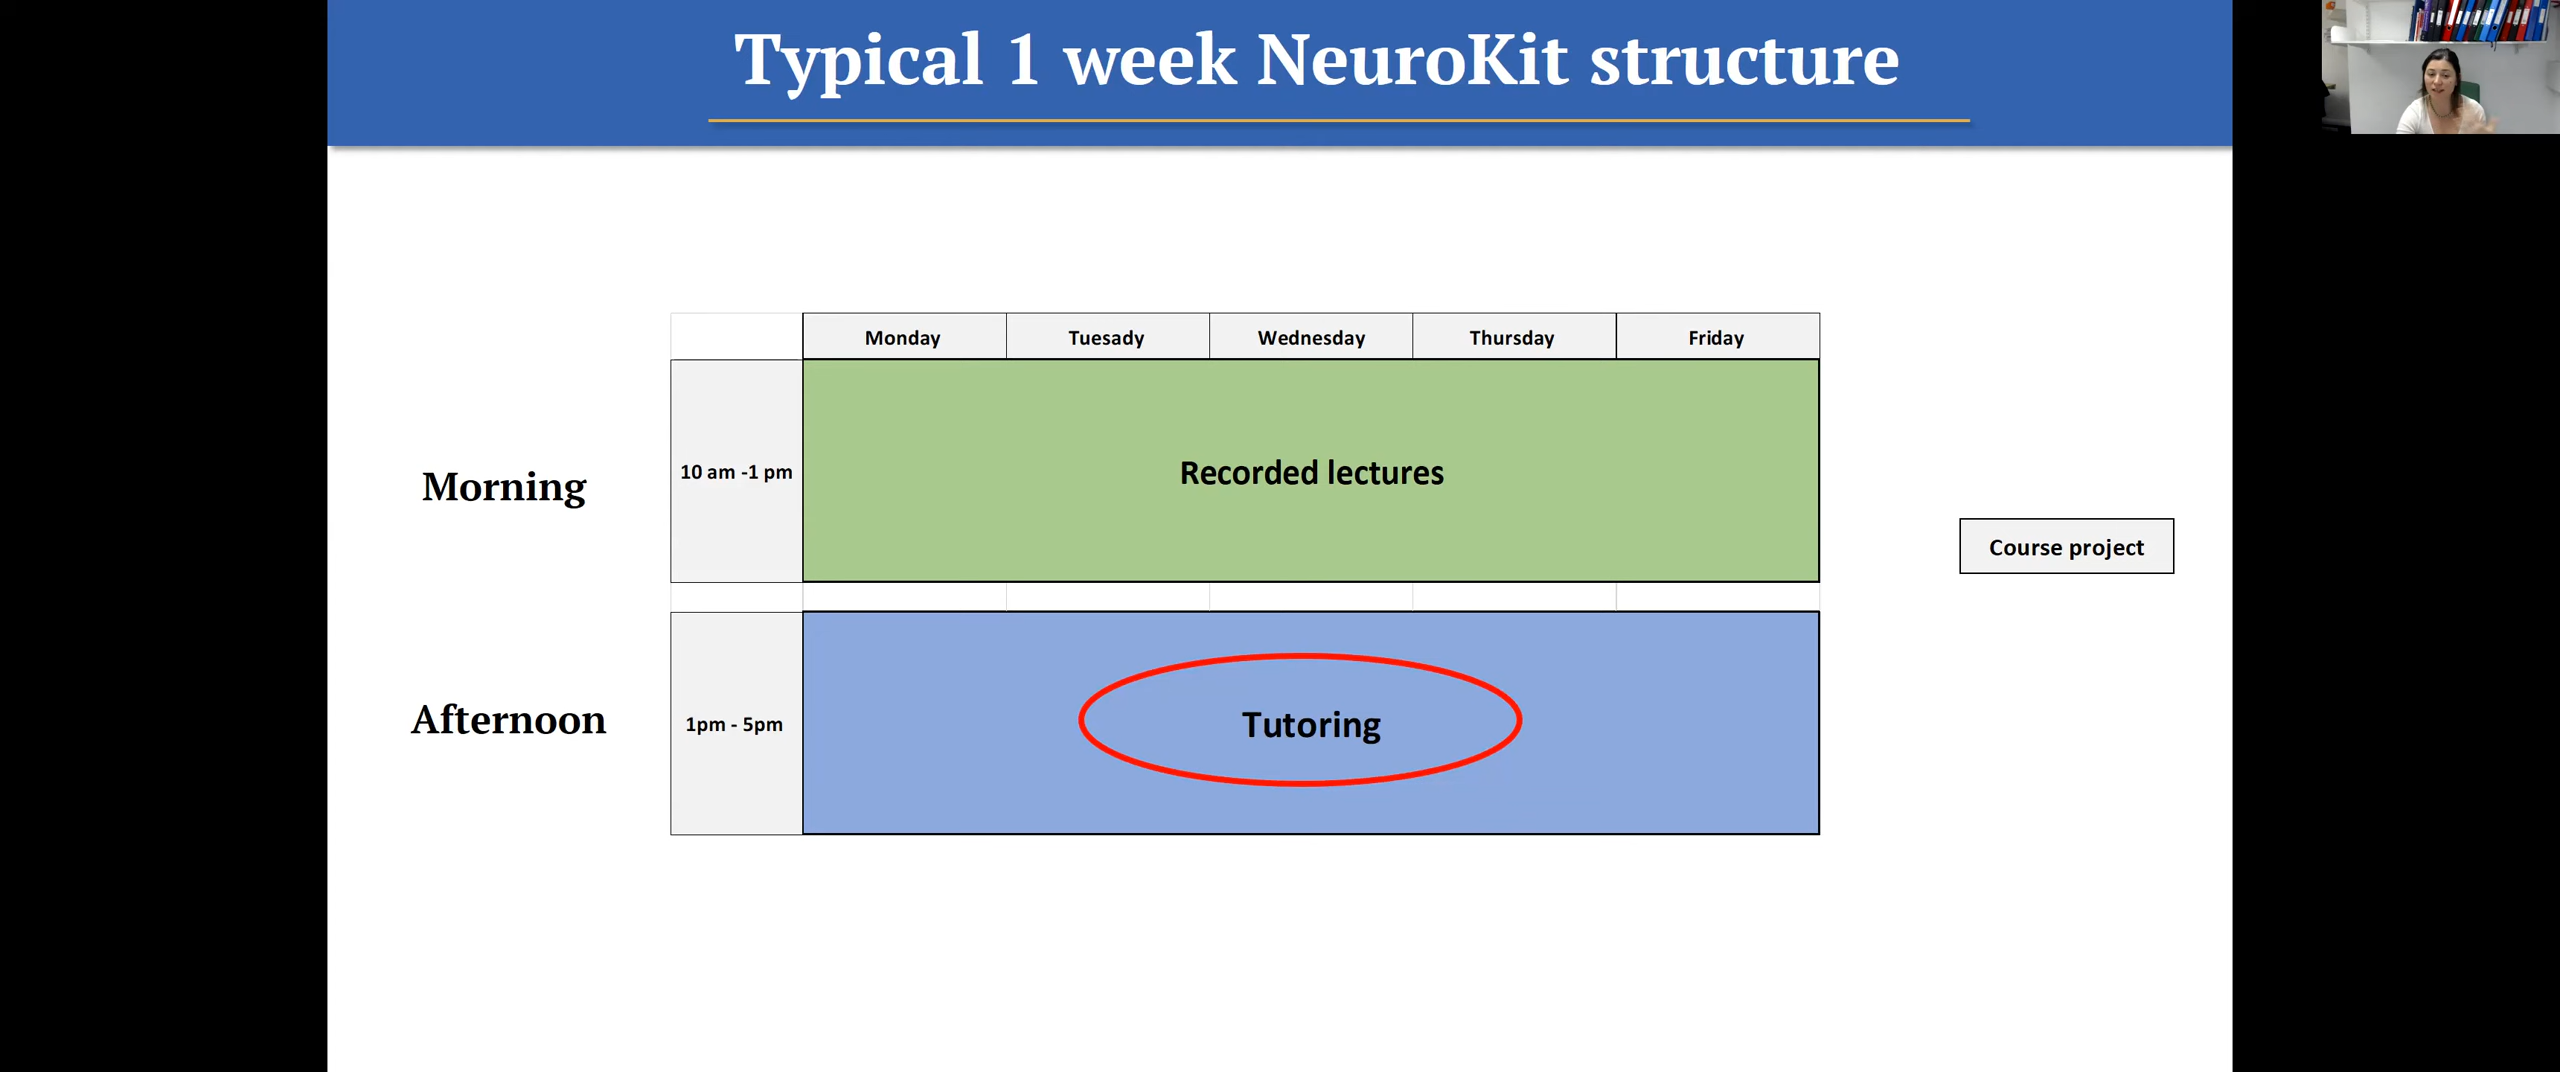 Typical 1 week NeuroKit structure
Monday Tuesady Wednesday Thursday Friday
Morning
10 am -1 pm
Recorded lectures
Course project
Afternoon
1pm - 5pm
Tutoring